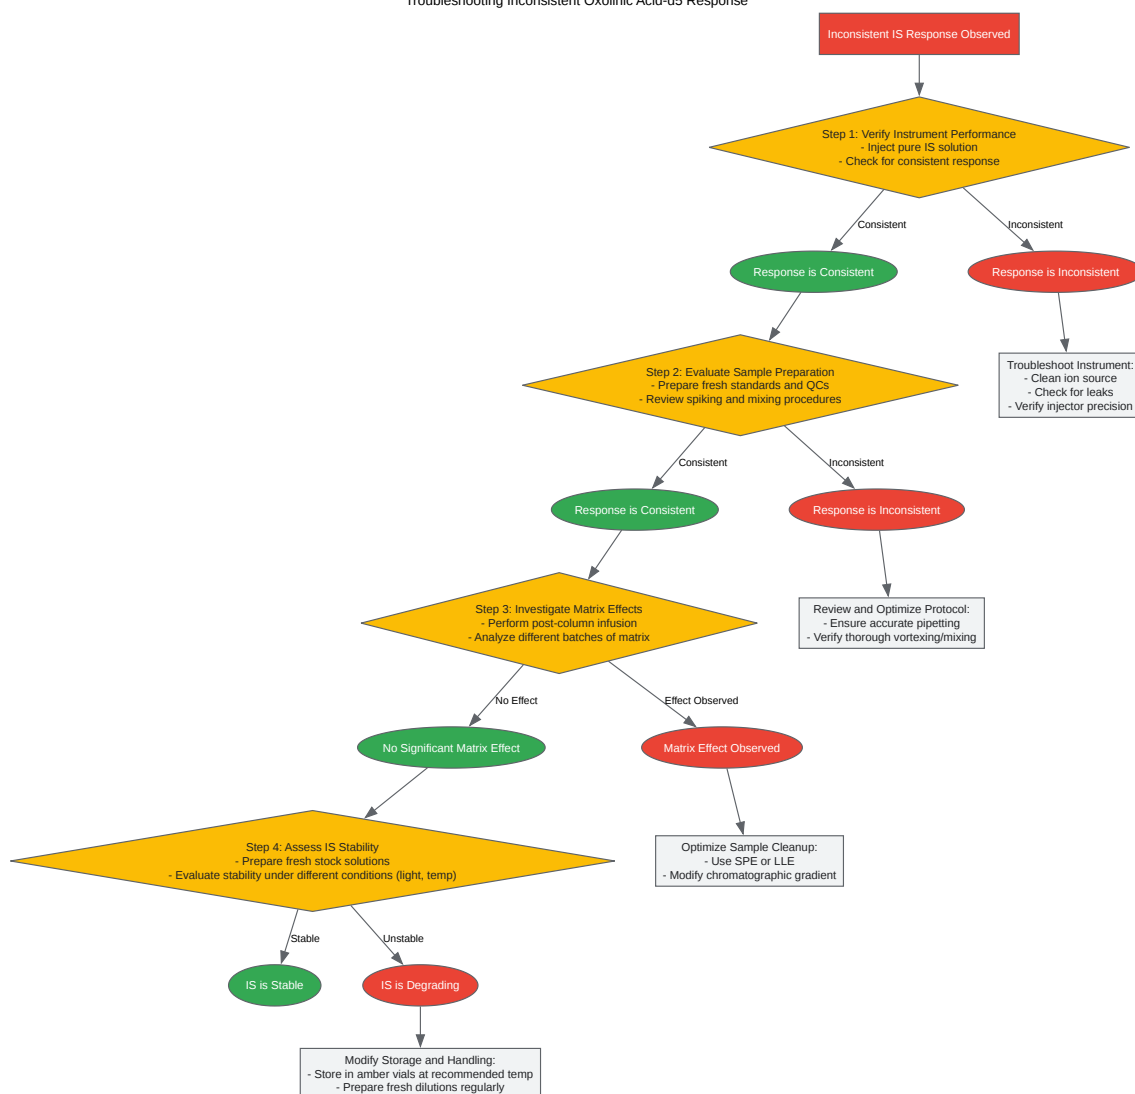 Troubleshooting Inconsistent Oxolinic Acid-d5 Response
Inconsistent IS Response Observed
Step 1: Verify Instrument Performance
- Inject pure IS solution
- Check for consistent response
Consistent
Inconsistent
Response is Consistent
Response is Inconsistent
Step 2: Evaluate Sample Preparation
- Prepare fresh standards and QCs
- Review spiking and mixing procedures
Troubleshoot Instrument:
- Clean ion source
- Check for leaks
- Verify injector precision
Consistent
Inconsistent
Response is Consistent
Response is Inconsistent
Step 3: Investigate Matrix Effects
- Perform post-column infusion
- Analyze different batches of matrix
Review and Optimize Protocol:
- Ensure accurate pipetting
- Verify thorough vortexing/mixing
No Effect
Effect Observed
No Significant Matrix Effect
Matrix Effect Observed
Step 4: Assess IS Stability
- Prepare fresh stock solutions
- Evaluate stability under different conditions (light, temp)
Optimize Sample Cleanup:
- Use SPE or LLE
- Modify chromatographic gradient
Stable
Unstable
IS is Stable
IS is Degrading
Modify Storage and Handling:
- Store in amber vials at recommended temp
- Prepare fresh dilutions regularly